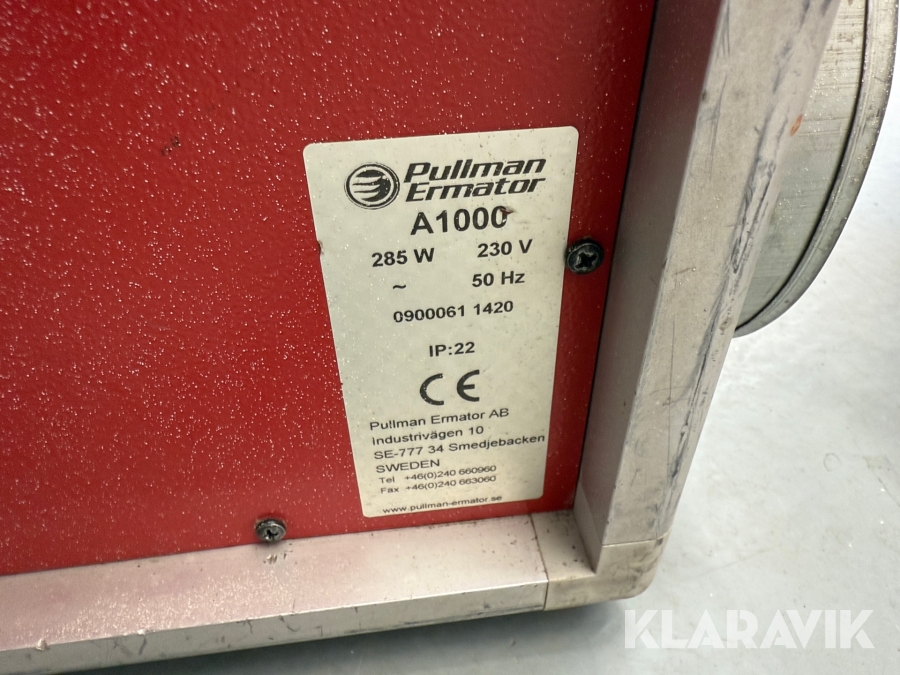 Pullman
Ermator
A1000
285 W 230 V
~ 50 Hz
0900061 1420
IP:22
CE
Pullman Ermator AB
Industrivägen 10
SE-777 34 Smedjebacken
SWEDEN
Tel +46(0)240 660960
Fax +46(0)240 663060
www.pullman-ermator.se
KLARAVIK